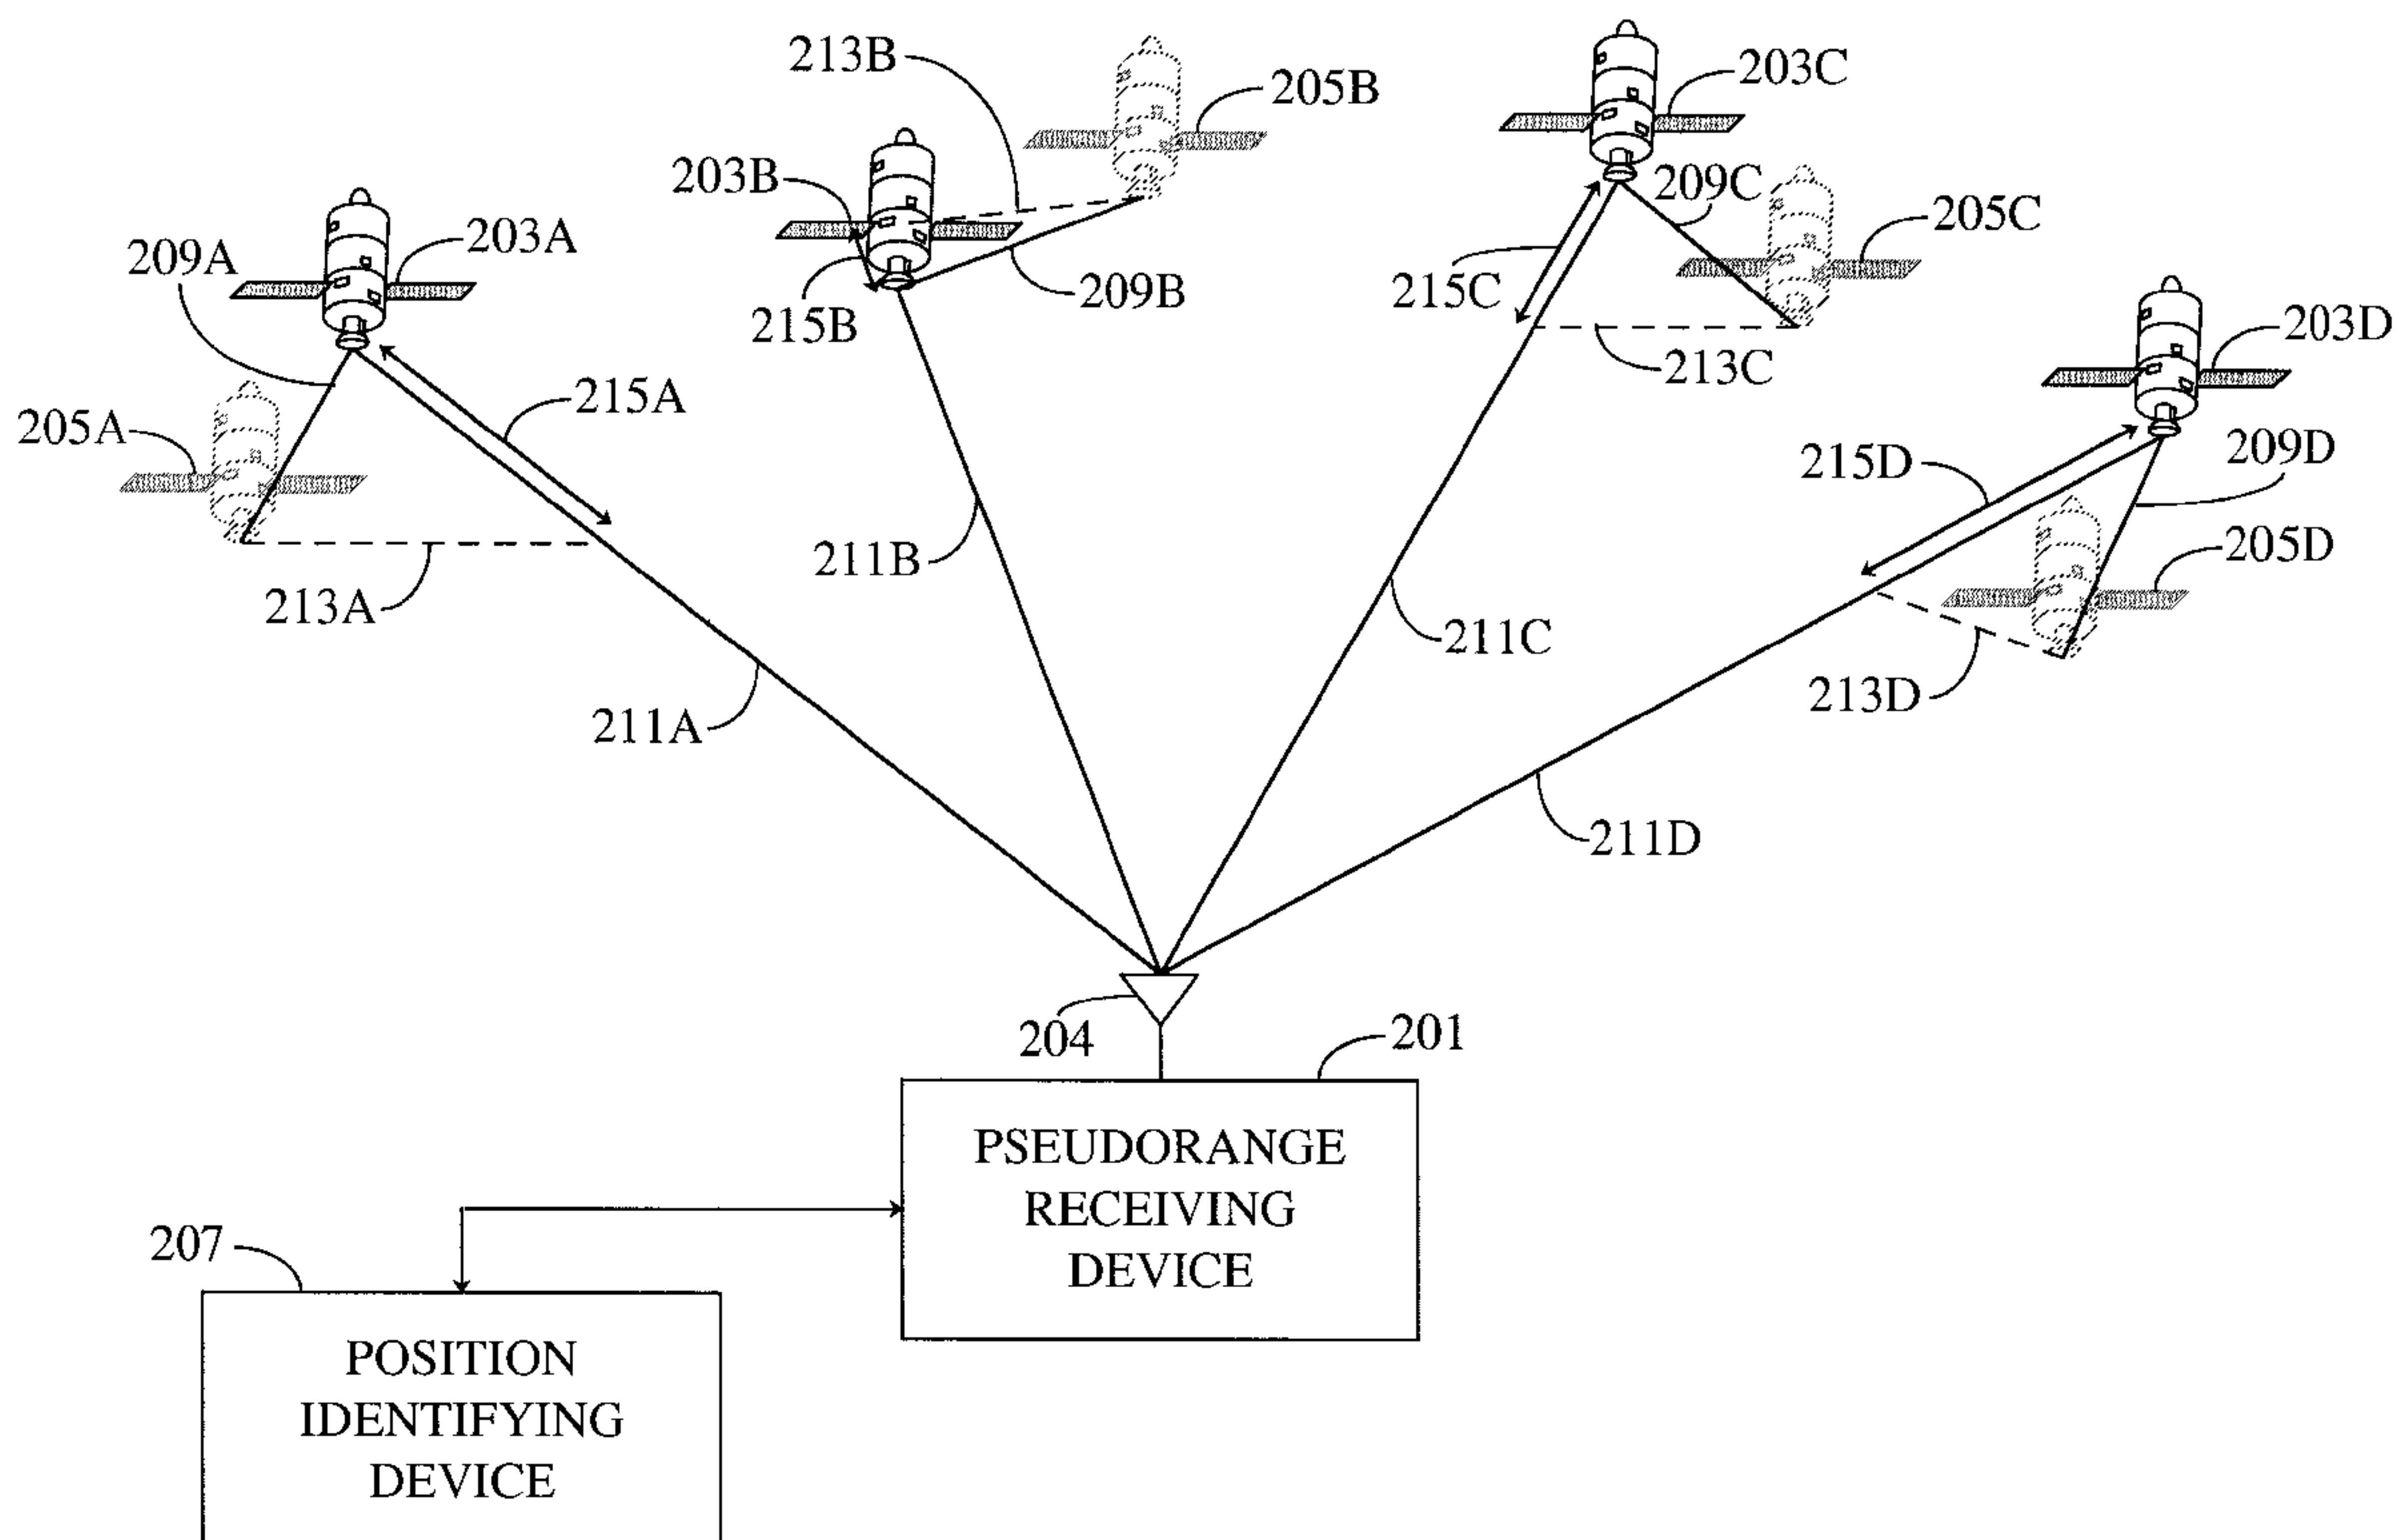 213B
205B
203C
203B
209C
205C
209A
203A
215C
209B
215B
203D
213C
205A
215A
215D
209D
211B
205D
213A
211C
213D
211A
211D
204
201
PSEUDORANGE
RECEIVING
DEVICE
207
POSITION
IDENTIFYING
DEVICE